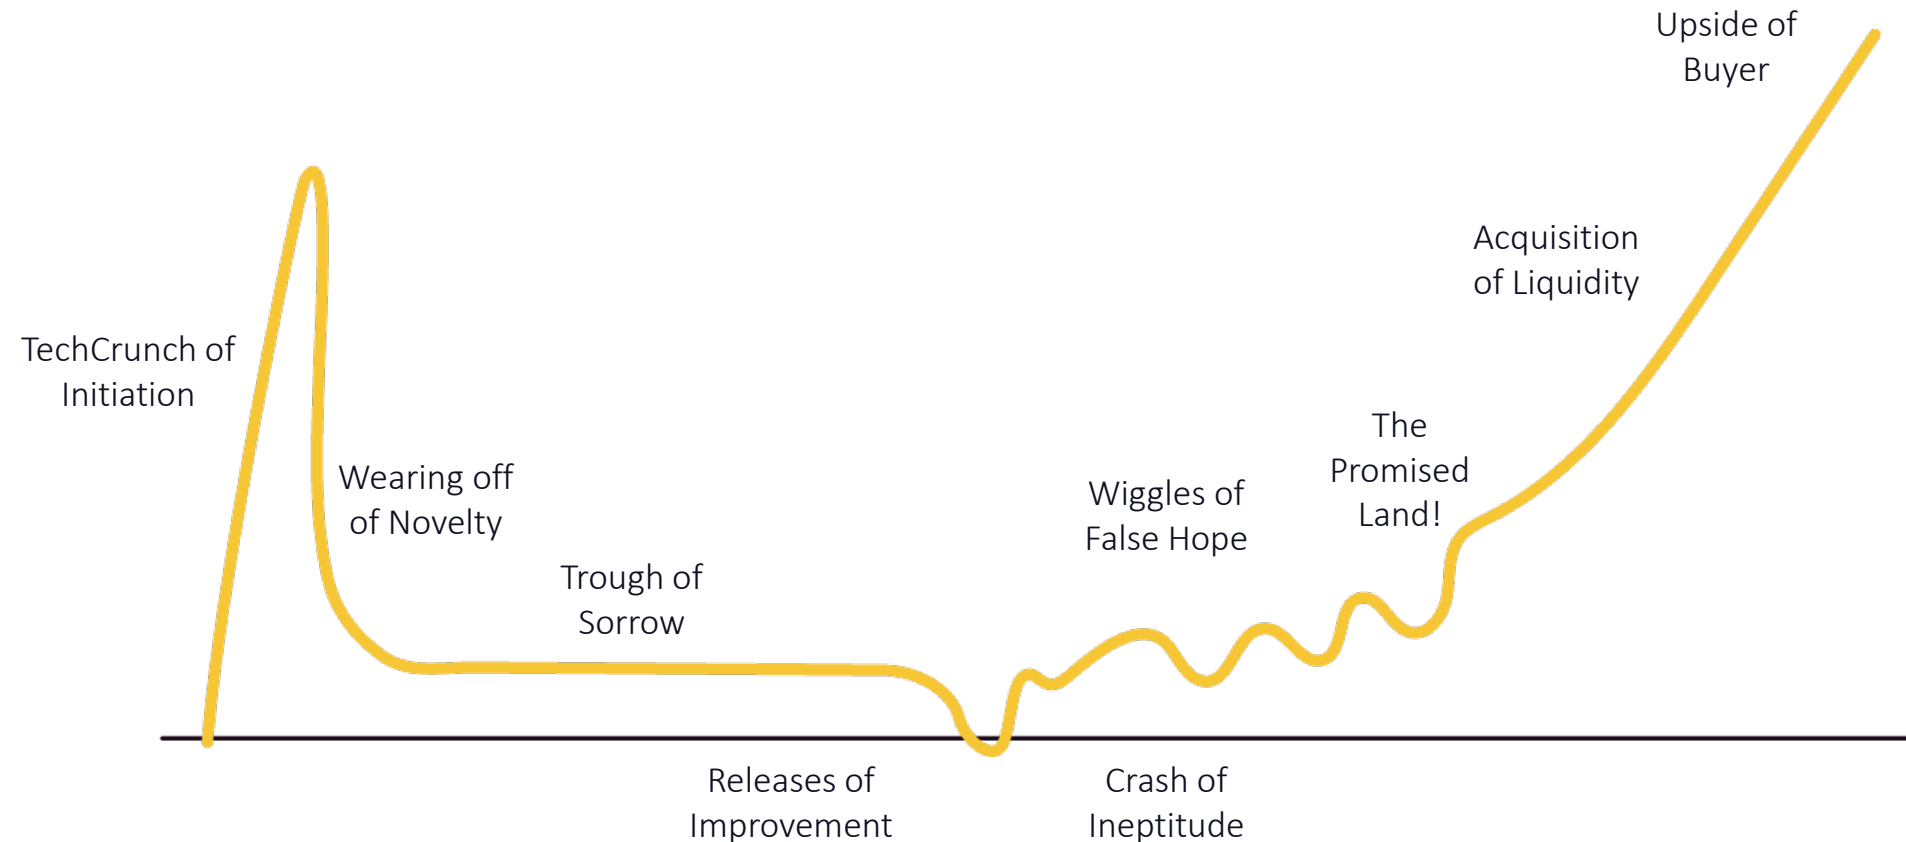 TechCrunch of
Initiation
Wearing off
of Novelty
Trough of
Sorrow
Releases of
Improvement
Crash of
Ineptitude
Wiggles of
False Hope
The
Promised
Land!
Acquisition
of Liquidity
Upside of
Buyer